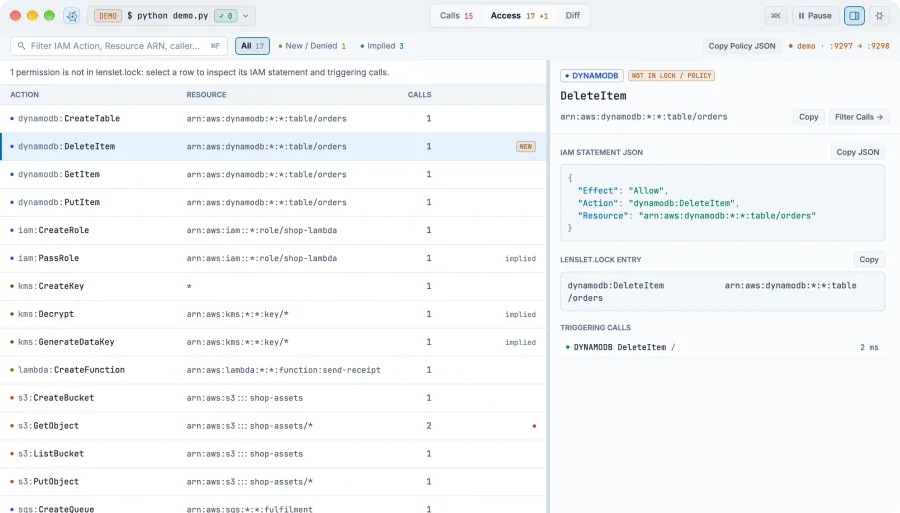 DEMO $ python demo.py ✓ 0
Calls 15 Access 17 +1 Diff
⌘K Pause
Filter IAM Action, Resource ARN, caller... ⌘F
All 17 New / Denied 1 Implied 3
Copy Policy JSON demo · :9297 → :9298
1 permission is not in lenslet.lock: select a row to inspect its IAM statement and triggering calls.
ACTION RESOURCE CALLS
dynamodb:CreateTable arn:aws:dynamodb:*:*:table/orders 1
dynamodb:DeleteItem arn:aws:dynamodb:*:*:table/orders 1 NEW
dynamodb:GetItem arn:aws:dynamodb:*:*:table/orders 1
dynamodb:PutItem arn:aws:dynamodb:*:*:table/orders 1
iam:CreateRole arn:aws:iam::*:role/shop-lambda 1
iam:PassRole arn:aws:iam::*:role/shop-lambda 1 implied
kms:CreateKey * 1
kms:Decrypt arn:aws:kms:*:*:key/* 1 implied
kms:GenerateDataKey arn:aws:kms:*:*:key/* 1 implied
lambda:CreateFunction arn:aws:lambda:*:*:function:send-receipt 1
s3:CreateBucket arn:aws:s3:::shop-assets 1
s3:GetObject arn:aws:s3:::shop-assets/* 2
s3:ListBucket arn:aws:s3:::shop-assets 1
s3:PutObject arn:aws:s3:::shop-assets/* 1
sqs:CreateQueue arn:aws:sqs:*:*:fulfilment 1
DYNAMODB NOT IN LOCK / POLICY
DeleteItem
arn:aws:dynamodb:*:*:table/orders Copy Filter Calls →
IAM STATEMENT JSON Copy JSON
{
"Effect": "Allow",
"Action": "dynamodb:DeleteItem",
"Resource": "arn:aws:dynamodb:*:*:table/orders"
}
LENSLET.LOCK ENTRY Copy
dynamodb:DeleteItem arn:aws:dynamodb:*:*:table
/orders
TRIGGERING CALLS
DYNAMODB DeleteItem / 2 ms